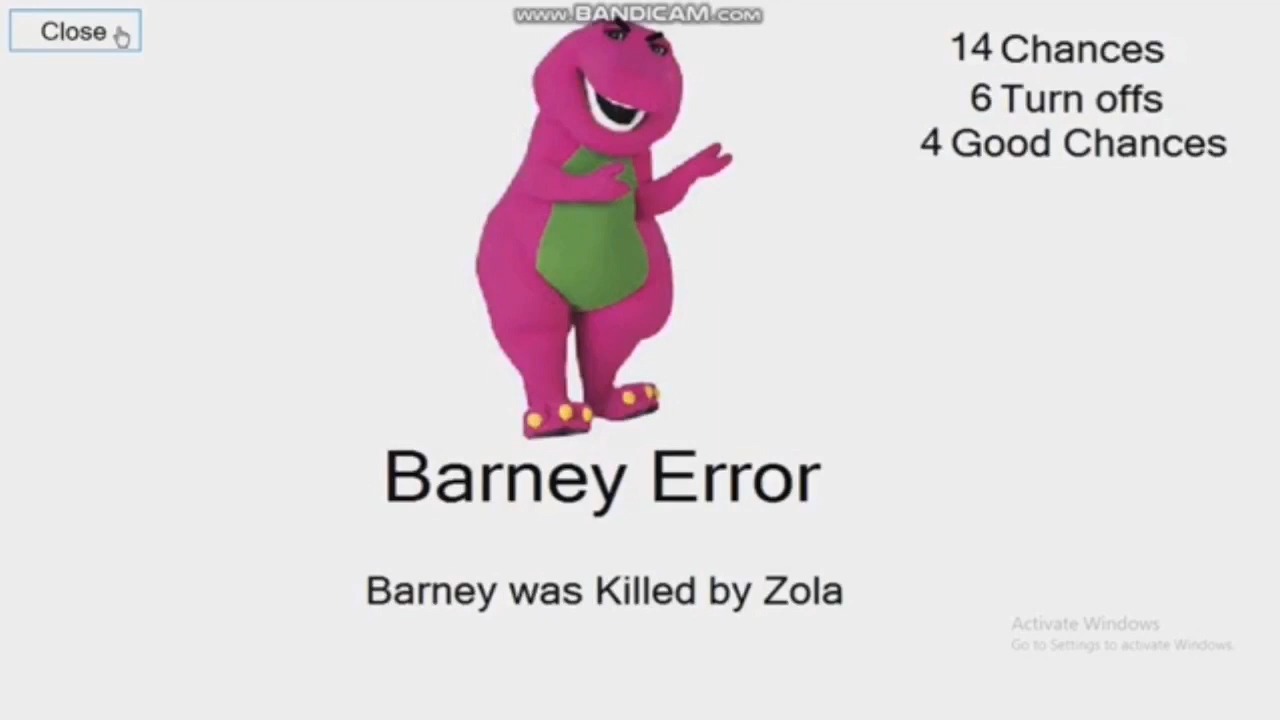 www.BANDICAM.com
Close
14 Chances
6 Turn offs
4 Good Chances
Barney Error
Barney was Killed by Zola
Activate Windows
Go to Settings to activate Windows.